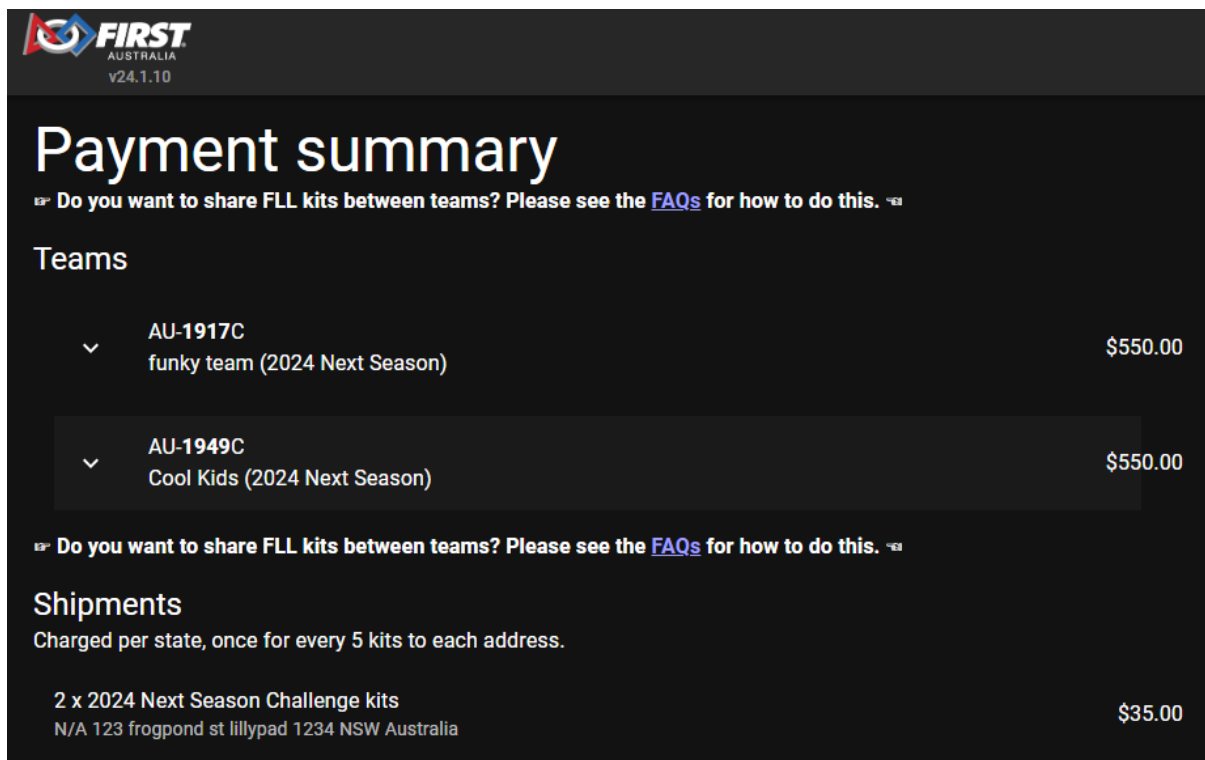 FIRST
AUSTRALIA
v24.1.10
Payment summary
☞ Do you want to share FLL kits between teams? Please see the FAQs for how to do this. ☜
Teams
AU-1917C
funky team (2024 Next Season)
$550.00
AU-1949C
Cool Kids (2024 Next Season)
$550.00
☞ Do you want to share FLL kits between teams? Please see the FAQs for how to do this. ☜
Shipments
Charged per state, once for every 5 kits to each address.
2 x 2024 Next Season Challenge kits
N/A 123 frogpond st lillypad 1234 NSW Australia
$35.00